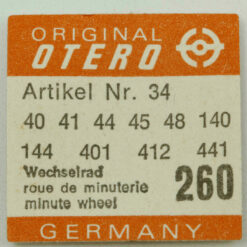 ORIGINAL
OTERO
Artikel Nr. 34
40 41 44 45 48 140
144 401 412 441
Wechselrad
roue de minuterie
minute wheel
260
GERMANY